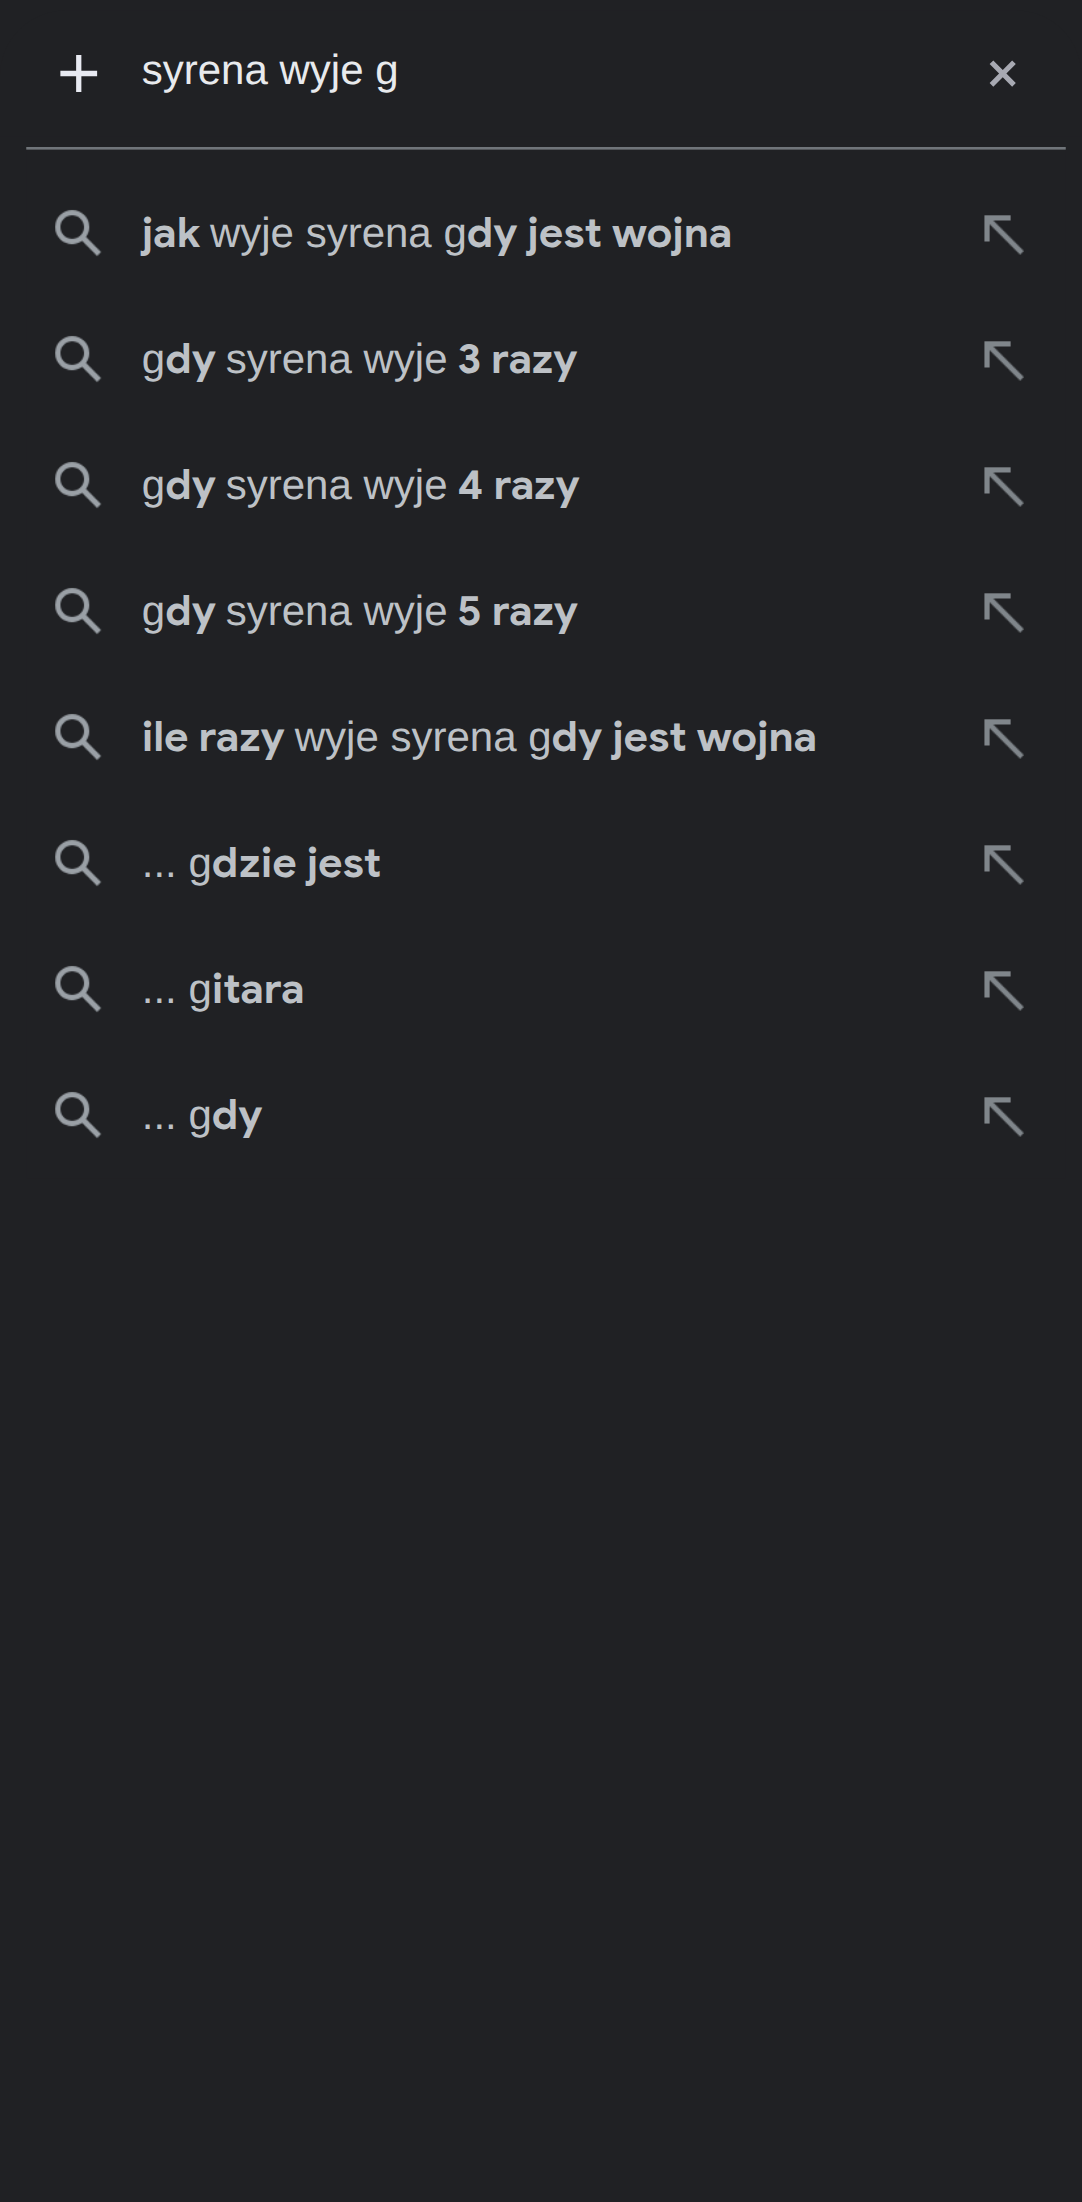 syrena wyje g
jak wyje syrena gdy jest wojna
gdy syrena wyje 3 razy
gdy syrena wyje 4 razy
gdy syrena wyje 5 razy
ile razy wyje syrena gdy jest wojna
... gdzie jest
... gitara
... gdy